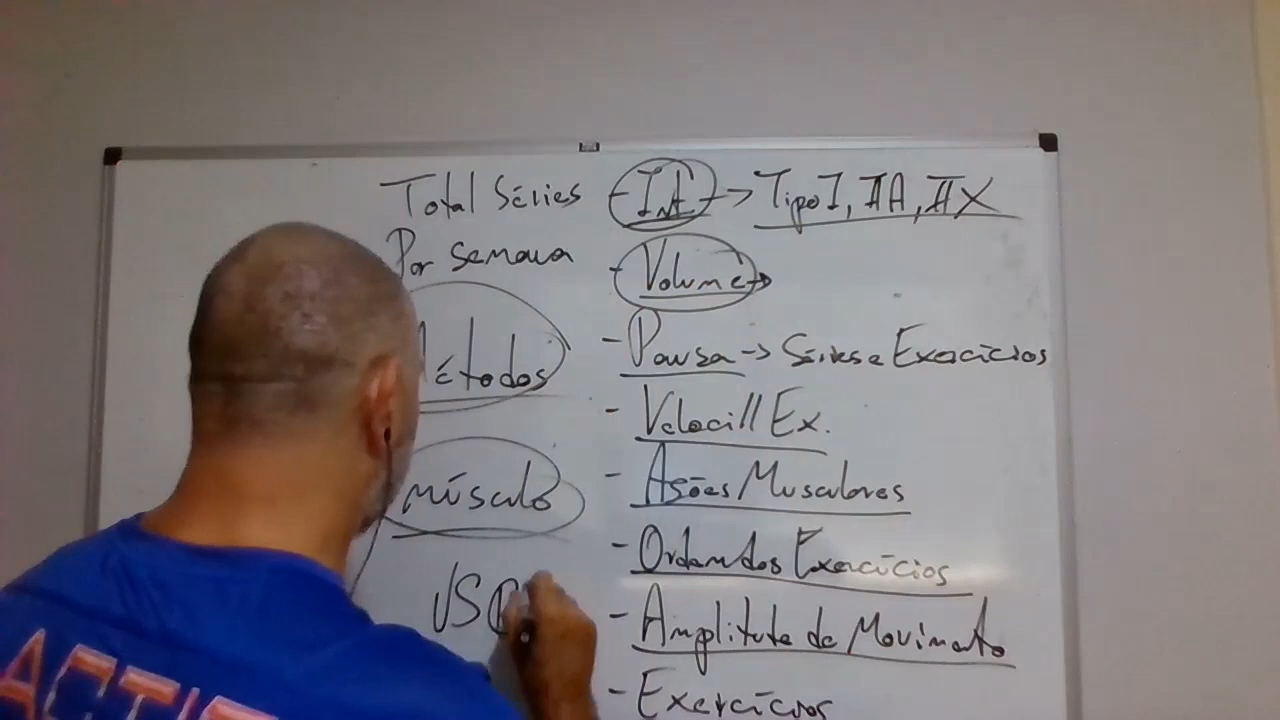 Total Séries
Por semana
Métodos
músculo
- Int -> Tipo I, IIA, IIX
- Volume ->
- Pausa -> Séries e Exercícios
- Velocill Ex.
- Ações Musculares
- Ordem dos Exercícios
- Amplitute de Movimento
- Exercícios